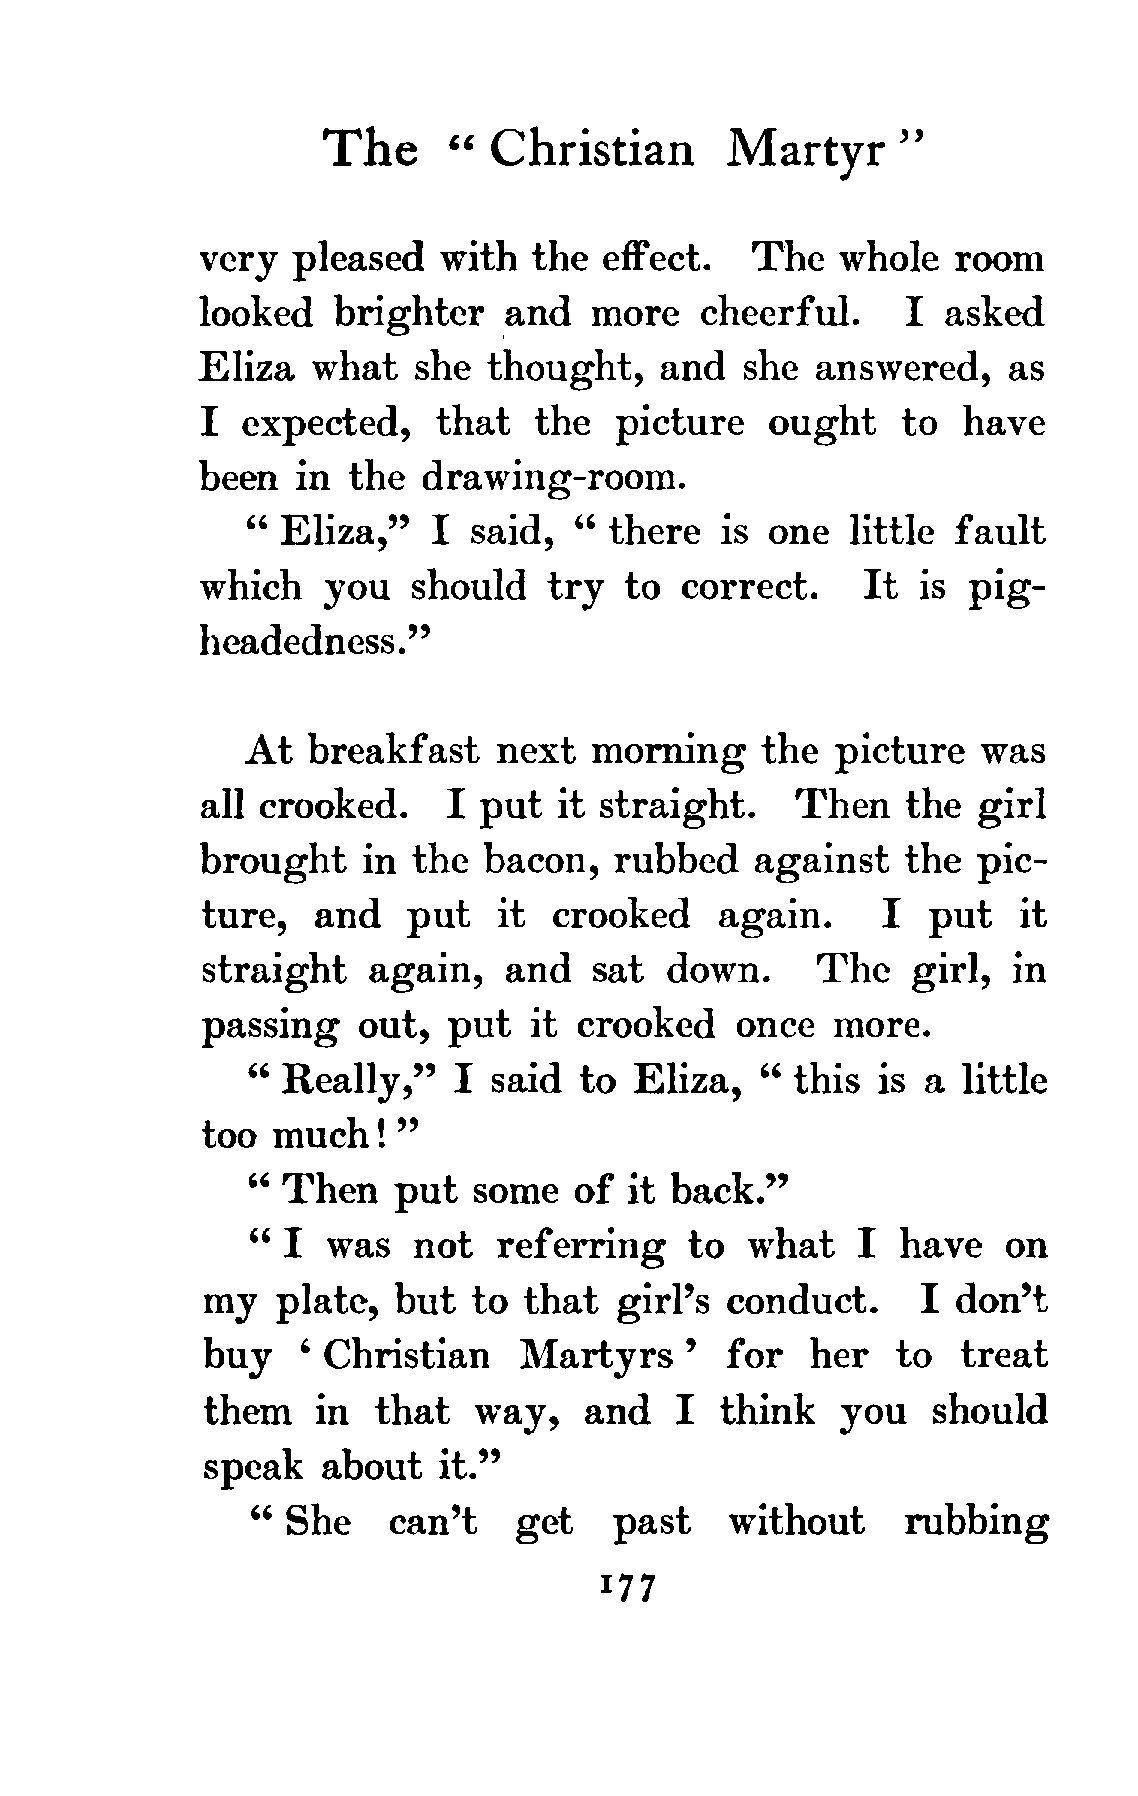 The “ Christian Martyr ”
very pleased with the effect. The whole room
looked brighter and more cheerful. I asked
Eliza what she thought, and she answered, as
I expected, that the picture ought to have
been in the drawing-room.
“ Eliza,” I said, “ there is one little fault
which you should try to correct. It is pig-
headedness.”
At breakfast next morning the picture was
all crooked. I put it straight. Then the girl
brought in the bacon, rubbed against the pic-
ture, and put it crooked again. I put it
straight again, and sat down. The girl, in
passing out, put it crooked once more.
“ Really,” I said to Eliza, “ this is a little
too much! ”
“ Then put some of it back.”
“ I was not referring to what I have on
my plate, but to that girl’s conduct. I don’t
buy ‘ Christian Martyrs ’ for her to treat
them in that way, and I think you should
speak about it.”
“ She can’t get past without rubbing
177